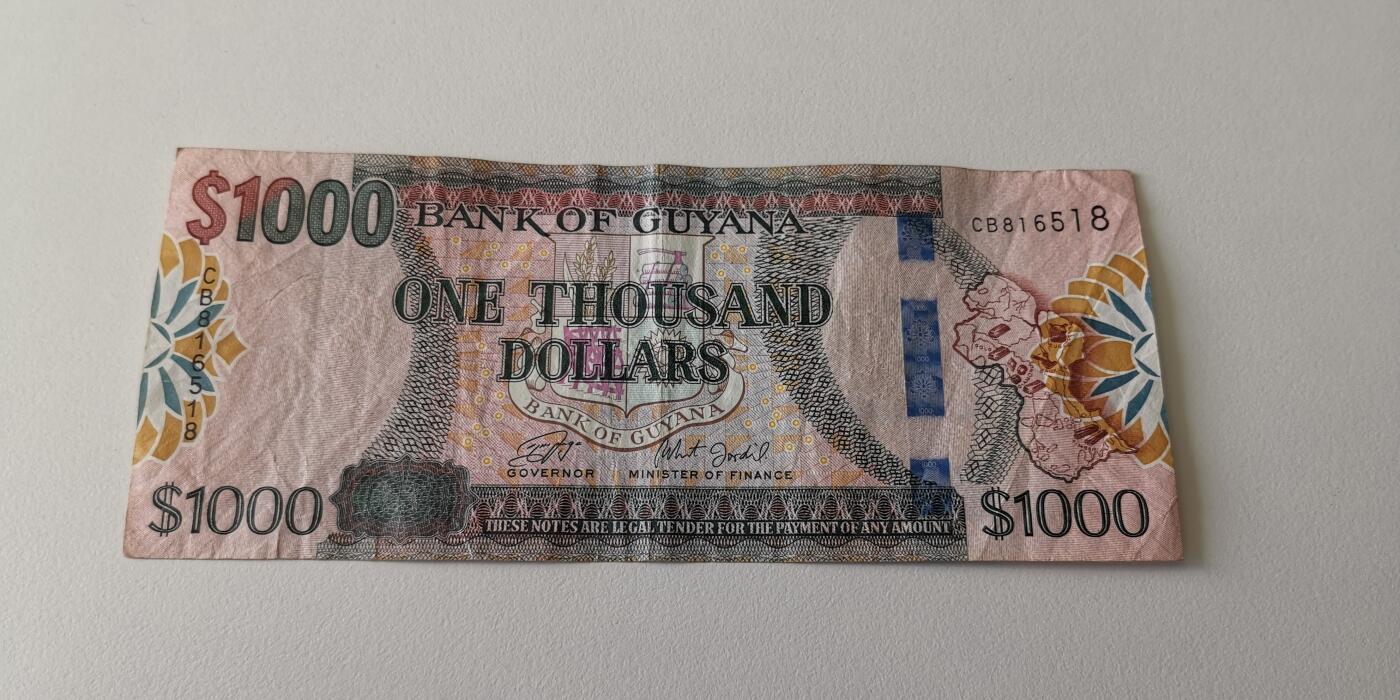 $1000
BANK OF GUYANA
CB816518
CB816518
ONE THOUSAND
DOLLARS
BANK OF GUYANA
GOVERNOR
MINISTER OF FINANCE
$1000
THESE NOTES ARE LEGAL TENDER FOR THE PAYMENT OF ANY AMOUNT
$1000